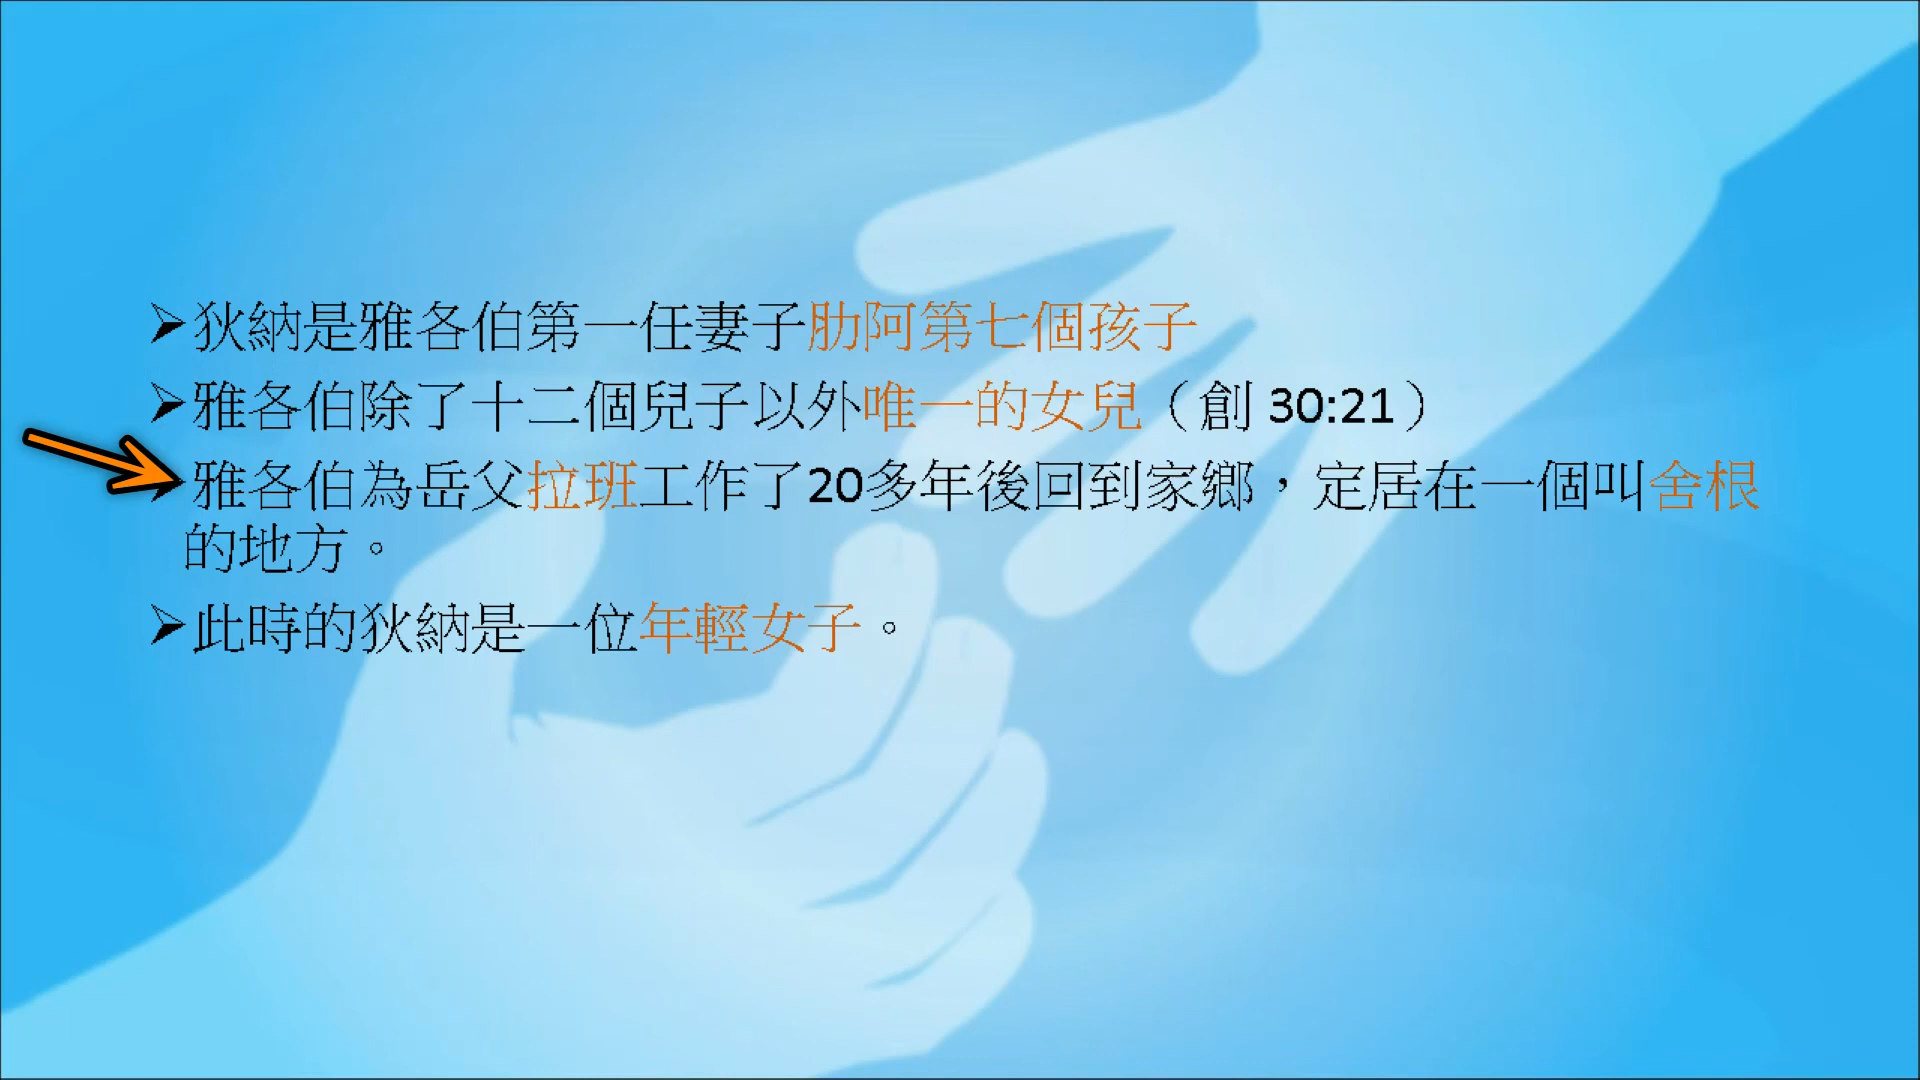 ➢狄納是雅各伯第一任妻子肋阿第七個孩子
➢雅各伯除了十二個兒子以外唯一的女兒（創 30:21）
➢雅各伯為岳父拉班工作了20多年後回到家鄉，定居在一個叫舍根
的地方。
➢此時的狄納是一位年輕女子。